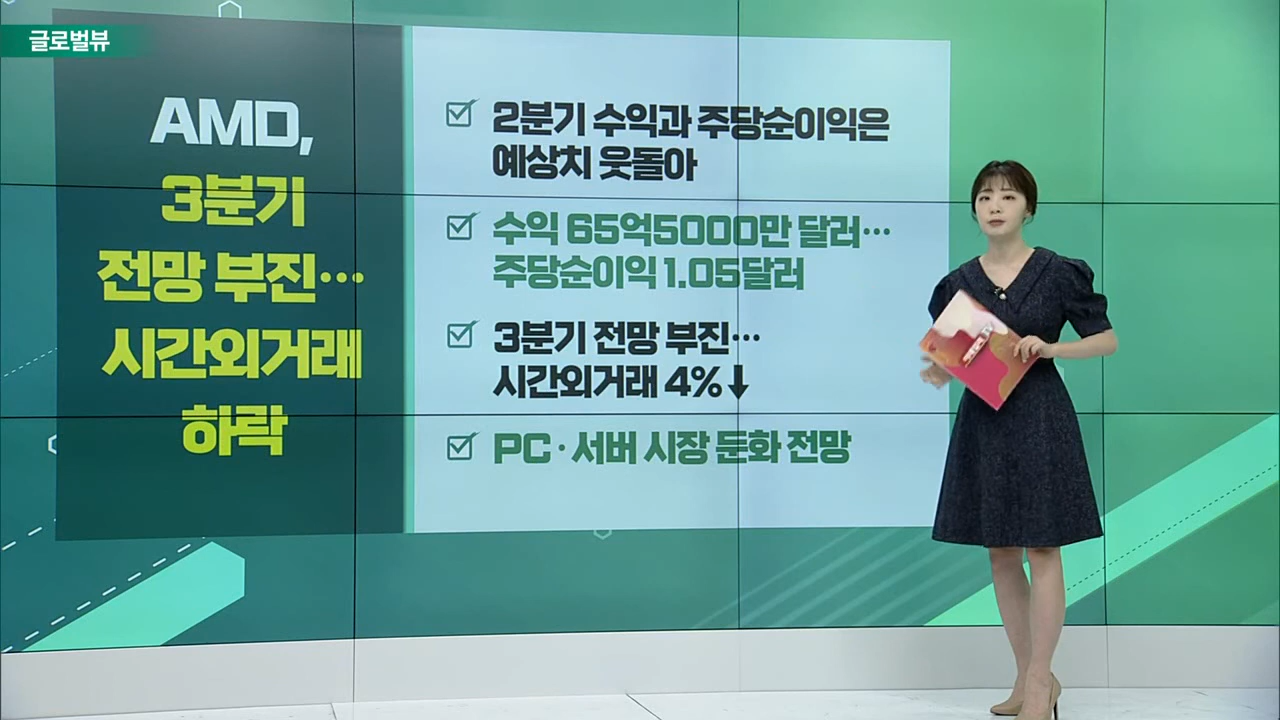 글로벌뷰
AMD,
3분기
전망 부진…
시간외거래
하락
2분기 수익과 주당순이익은
예상치 웃돌아
수익 65억5000만 달러…
주당순이익 1.05달러
3분기 전망 부진…
시간외거래 4%⬇
PC·서버 시장 둔화 전망